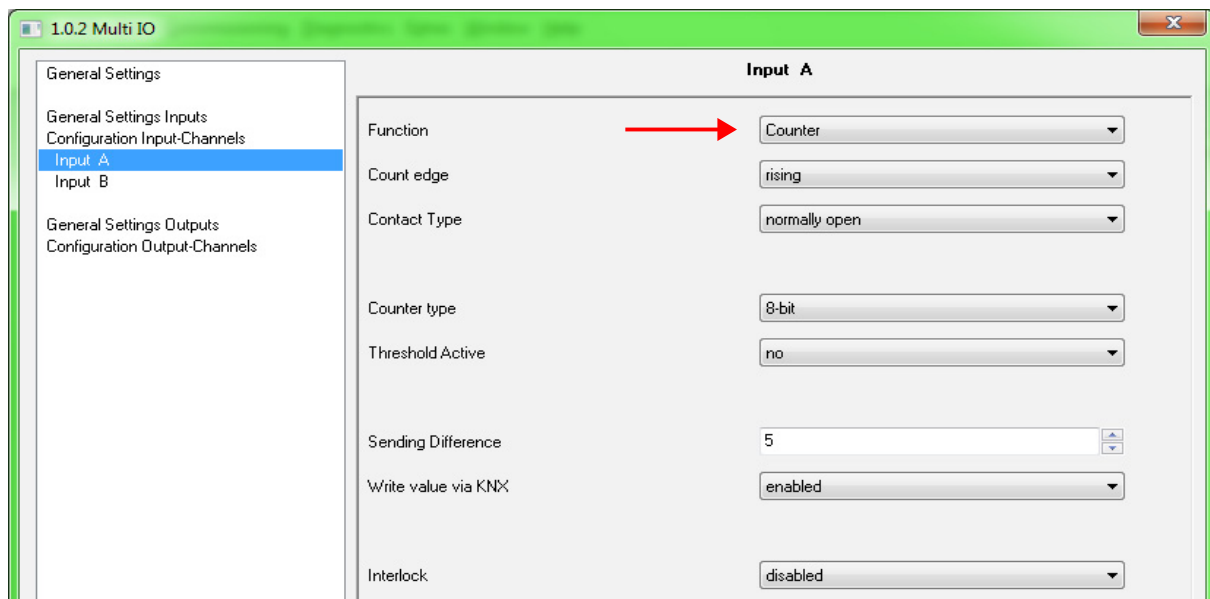 1.0.2 Multi IO
General Settings
General Settings Inputs
Configuration Input-Channels
Input A
Input B
General Settings Outputs
Configuration Output-Channels
Input A
Function Counter
Count edge rising
Contact Type normally open
Counter type 8-bit
Threshold Active no
Sending Difference 5
Write value via KNX enabled
Interlock disabled